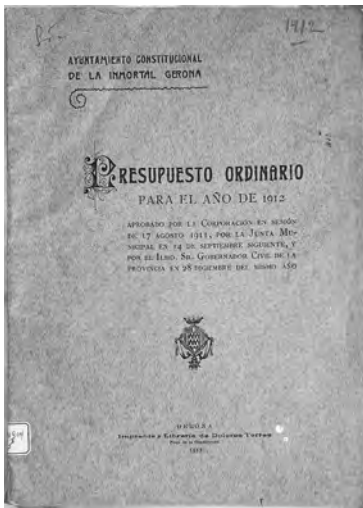 1912
AYUNTAMIENTO CONSTITUCIONAL
DE LA INMORTAL GERONA
PRESUPUESTO ORDINARIO
PARA EL AÑO DE 1912
APROBADO POR LA CORPORACIÓN EN SESIÓN
DE 17 AGOSTO 1911, POR LA JUNTA MU-
NICIPAL EN 14 DE SEPTIEMBRE SIGUIENTE, Y
POR EL ILMO. SR. GOBERNADOR CIVIL DE LA
PROVINCIA EN 28 DICIEMBRE DEL MISMO AÑO
GERONA
Imprenta y Librería de Dolores Torres